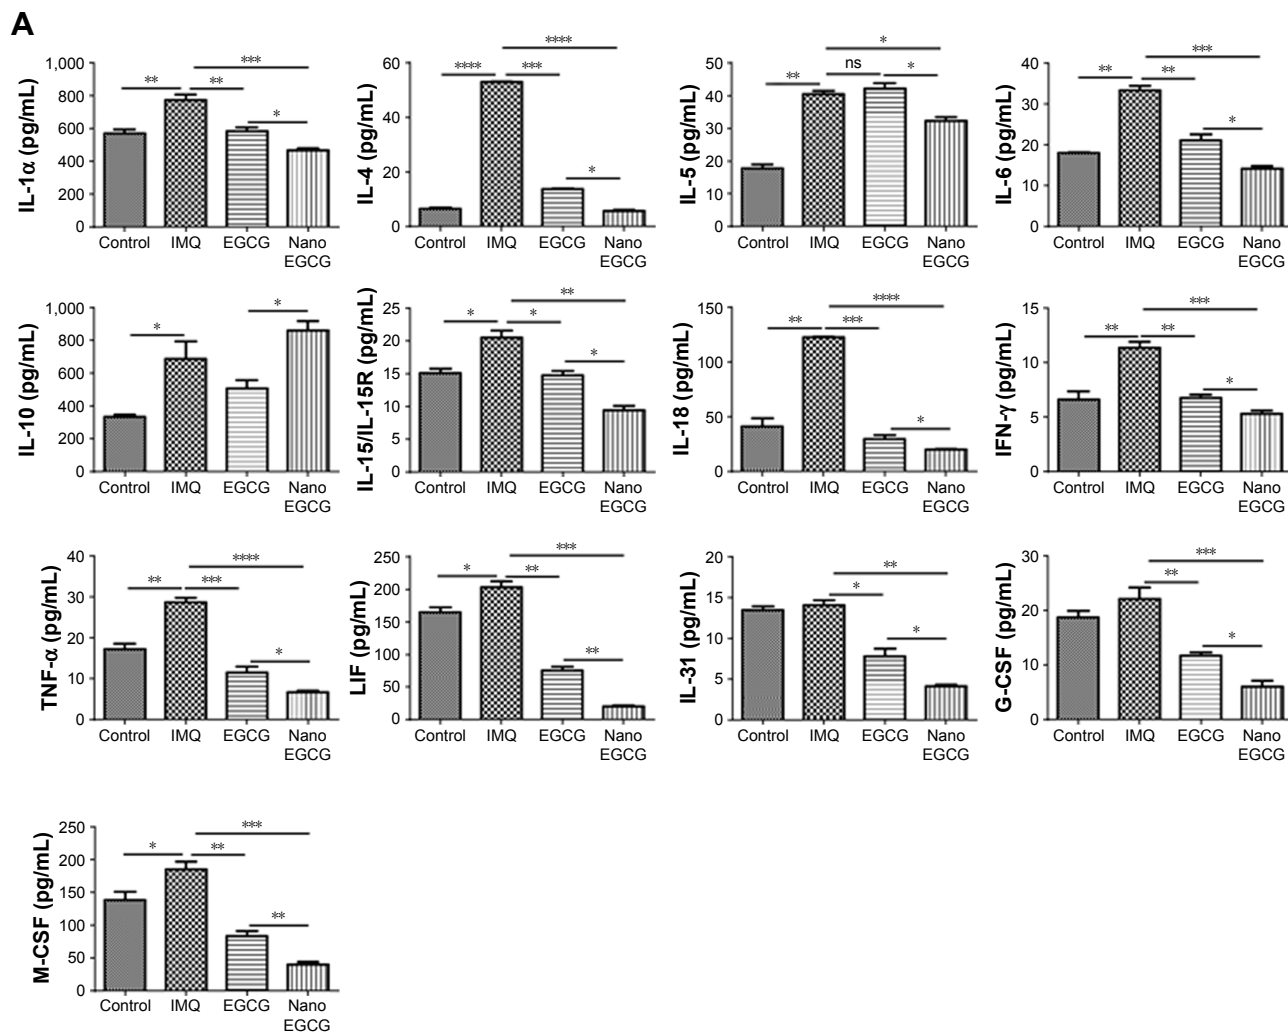 A
IL-1α (pg/mL)
1,000
800
600
400
200
0
** ** *** *
Control IMQ EGCG Nano
EGCG
IL-4 (pg/mL)
60
40
20
0
**** *** **** *
Control IMQ EGCG Nano
EGCG
IL-5 (pg/mL)
50
40
30
20
10
0
** ns * *
Control IMQ EGCG Nano
EGCG
IL-6 (pg/mL)
40
30
20
10
0
** ** *** *
Control IMQ EGCG Nano
EGCG
IL-10 (pg/mL)
1,000
800
600
400
200
0
* *
Control IMQ EGCG Nano
EGCG
IL-15/IL-15R (pg/mL)
25
20
15
10
5
0
* * ** *
Control IMQ EGCG Nano
EGCG
IL-18 (pg/mL)
150
100
50
0
** *** **** *
Control IMQ EGCG Nano
EGCG
IFN-γ (pg/mL)
15
10
5
0
** ** *** *
Control IMQ EGCG Nano
EGCG
TNF-α (pg/mL)
40
30
20
10
0
** *** **** *
Control IMQ EGCG Nano
EGCG
LIF (pg/mL)
250
200
150
100
50
0
* ** *** **
Control IMQ EGCG Nano
EGCG
IL-31 (pg/mL)
20
15
10
5
0
* ** *
Control IMQ EGCG Nano
EGCG
G-CSF (pg/mL)
30
20
10
0
** *** *
Control IMQ EGCG Nano
EGCG
M-CSF (pg/mL)
250
200
150
100
50
0
* ** *** **
Control IMQ EGCG Nano
EGCG